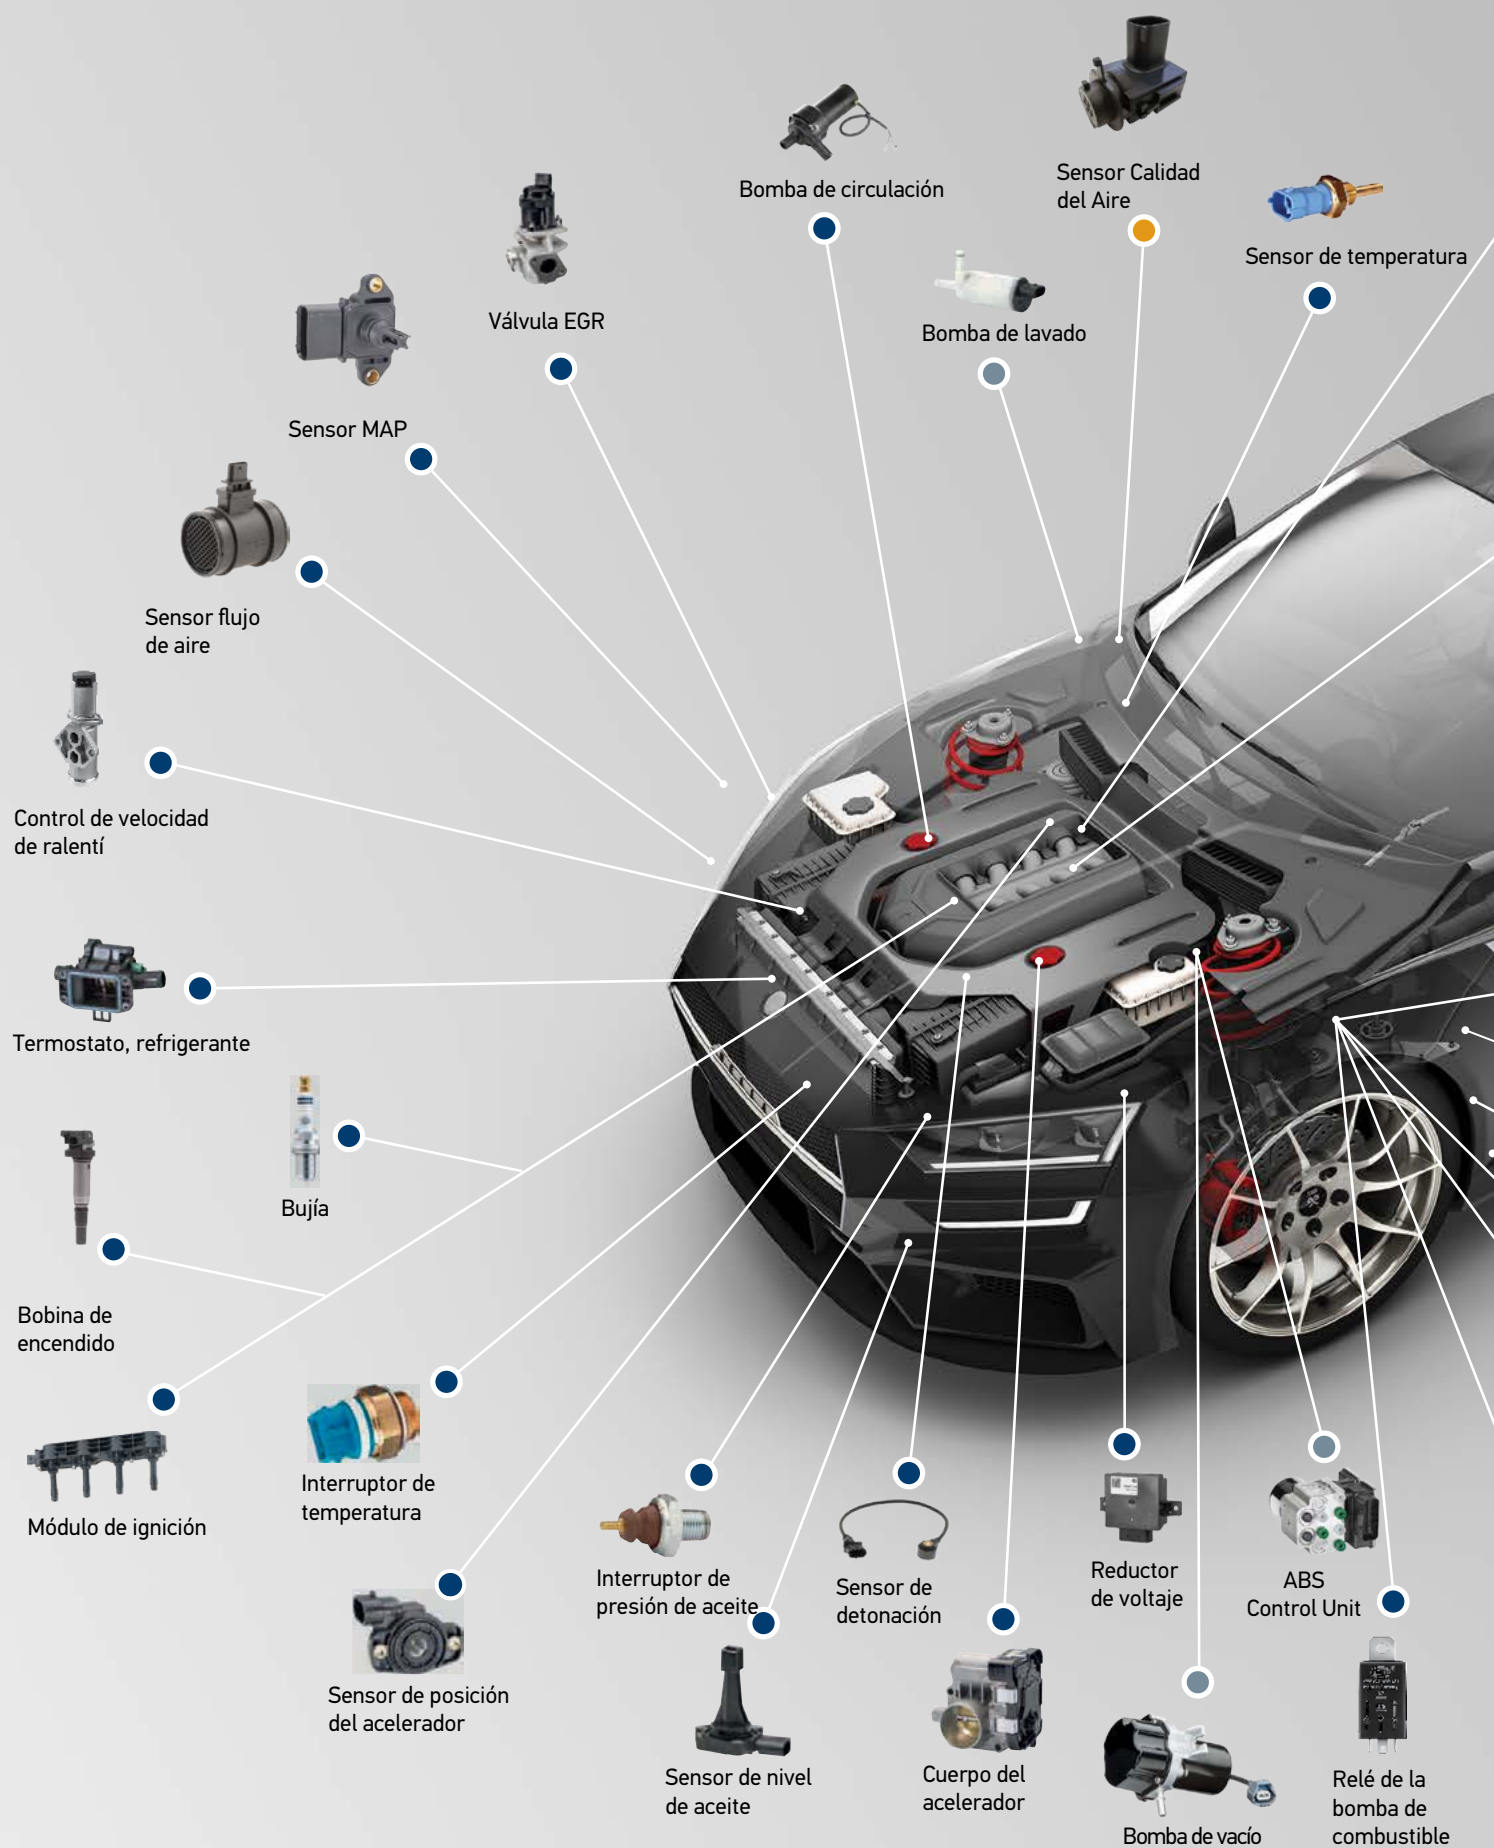 Sensor Calidad
del Aire
Bomba de circulación
Sensor de temperatura
Válvula EGR
Bomba de lavado
Sensor MAP
Sensor flujo
de aire
Control de velocidad
de ralentí
Termostato, refrigerante
Bujía
Bobina de
encendido
Interruptor de
temperatura
Módulo de ignición
Interruptor de
presión de aceite
Sensor de
detonación
Reductor
de voltaje
ABS
Control Unit
Sensor de posición
del acelerador
Sensor de nivel
de aceite
Cuerpo del
acelerador
Bomba de vacío
Relé de la
bomba de
combustible